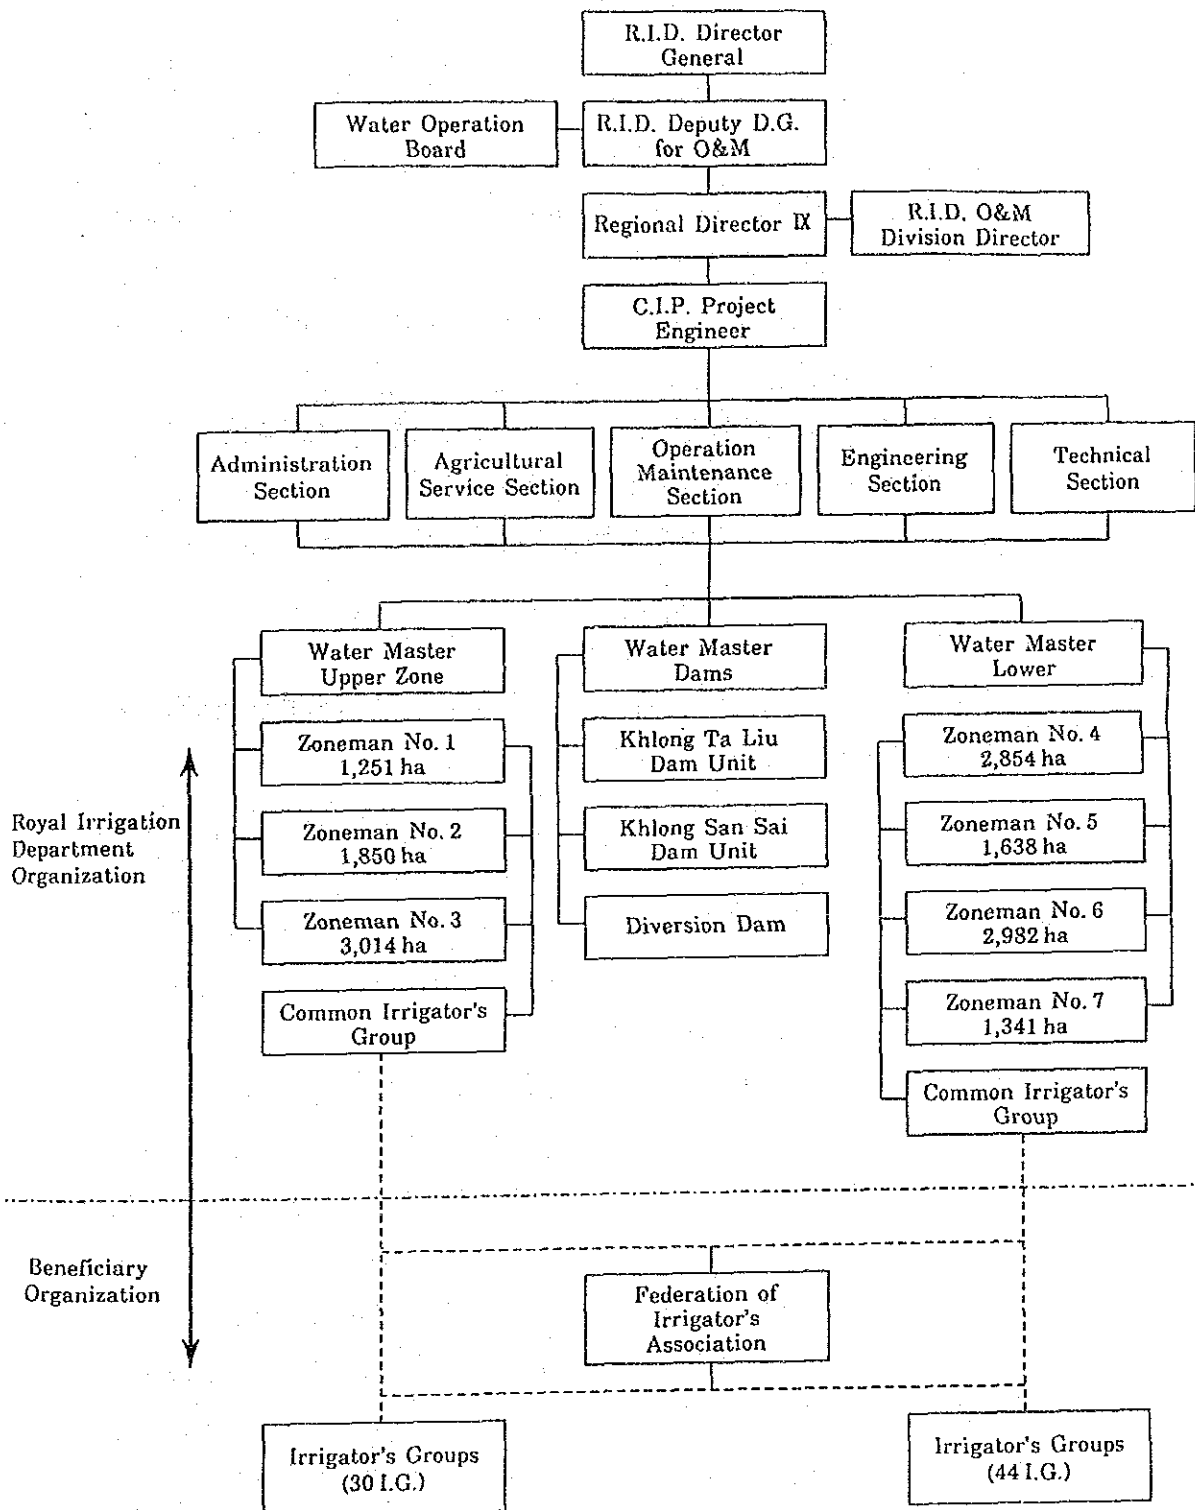 R.I.D. Director
General
Water Operation
Board
R.I.D. Deputy D.G.
for O&M
Regional Director IX
R.I.D. O&M
Division Director
C.I.P. Project
Engineer
Administration
Section
Agricultural
Service Section
Operation
Maintenance
Section
Engineering
Section
Technical
Section
Water Master
Upper Zone
Water Master
Dams
Water Master
Lower
Zoneman No. 1
1,251 ha
Khlong Ta Liu
Dam Unit
Zoneman No. 4
2,854 ha
Royal Irrigation
Department
Organization
Zoneman No. 2
1,850 ha
Khlong San Sai
Dam Unit
Zoneman No. 5
1,638 ha
Zoneman No. 3
3,014 ha
Diversion Dam
Zoneman No. 6
2,982 ha
Common Irrigator's
Group
Zoneman No. 7
1,341 ha
Common Irrigator's
Group
Beneficiary
Organization
Federation of
Irrigator's
Association
Irrigator's Groups
(30 I.G.)
Irrigator's Groups
(44 I.G.)